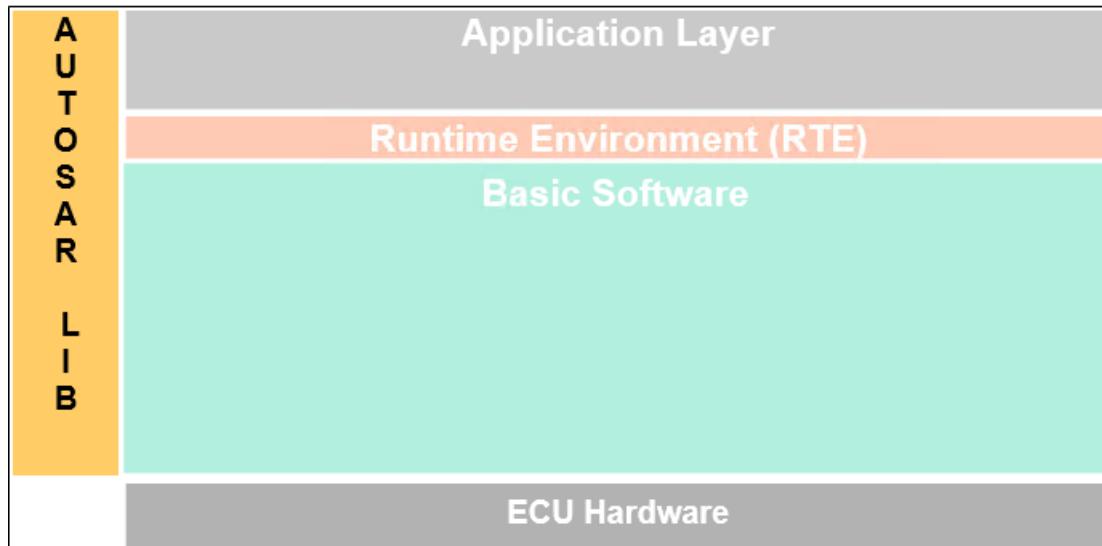 AUTOSAR LIB
Application Layer
Runtime Environment (RTE)
Basic Software
ECU Hardware